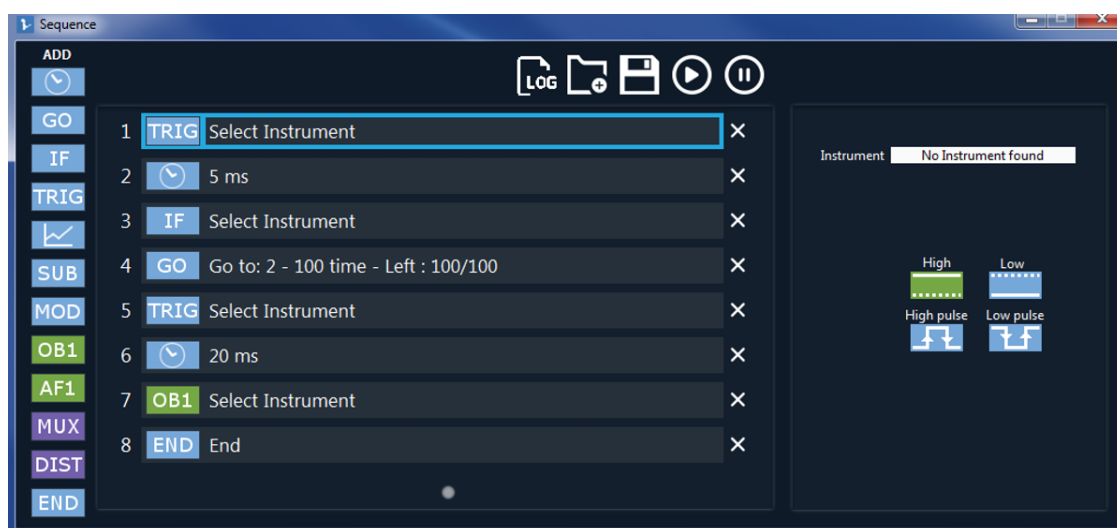 Sequence
ADD
LOG
GO
IF
TRIG
SUB
MOD
OB1
AF1
MUX
DIST
END
1 TRIG Select Instrument
2 5 ms
3 IF Select Instrument
4 GO Go to: 2 - 100 time - Left : 100/100
5 TRIG Select Instrument
6 20 ms
7 OB1 Select Instrument
8 END End
Instrument No Instrument found
High Low
High pulse Low pulse